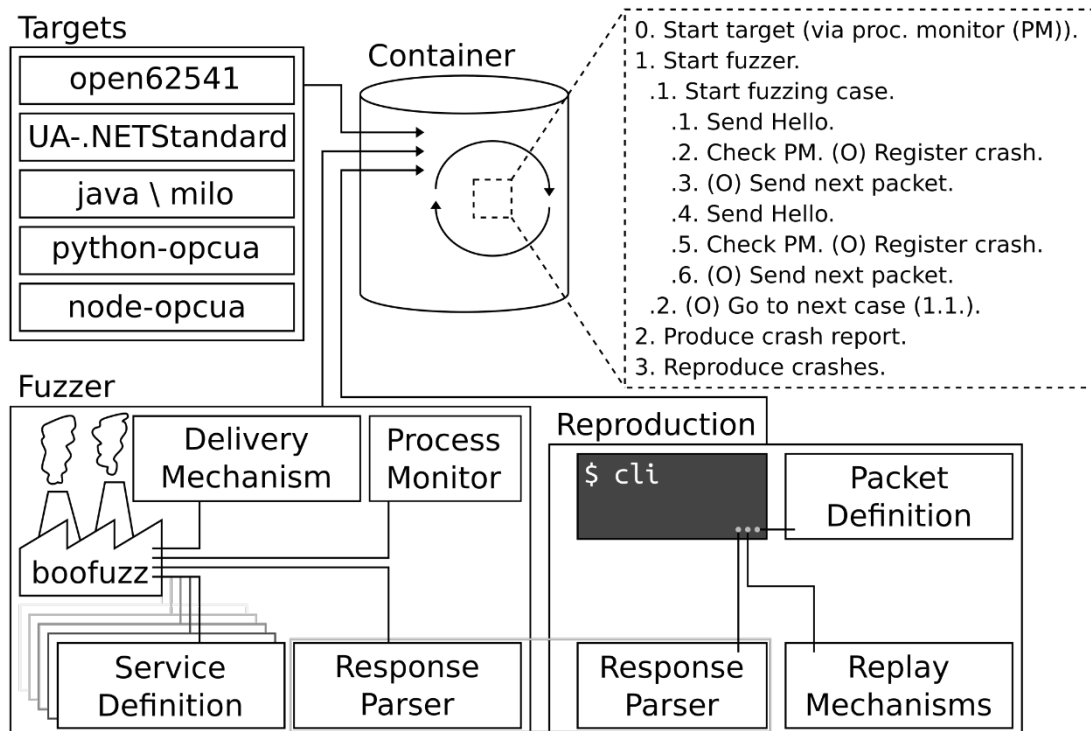 Targets
open62541
UA-.NETStandard
java \ milo
python-opcua
node-opcua
Container
0. Start target (via proc. monitor (PM)).
1. Start fuzzer.
.1. Start fuzzing case.
.1. Send Hello.
.2. Check PM. (O) Register crash.
.3. (O) Send next packet.
.4. Send Hello.
.5. Check PM. (O) Register crash.
.6. (O) Send next packet.
.2. (O) Go to next case (1.1.).
2. Produce crash report.
3. Reproduce crashes.
Fuzzer
Delivery
Mechanism
Process
Monitor
boofuzz
Service
Definition
Response
Parser
Reproduction
$ cli
Packet
Definition
Response
Parser
Replay
Mechanisms